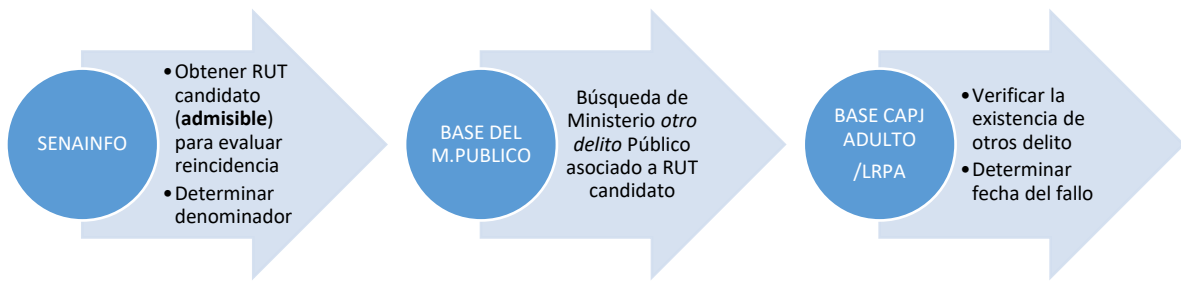 SENAINFO
•Obtener RUT
candidato
(admisible)
para evaluar
reincidencia
•Determinar
denominador
BASE DEL
M.PUBLICO
Búsqueda de
Ministerio otro
delito Público
asociado a RUT
candidato
BASE CAPJ
ADULTO
/LRPA
•Verificar la
existencia de
otros delito
•Determinar
fecha del fallo